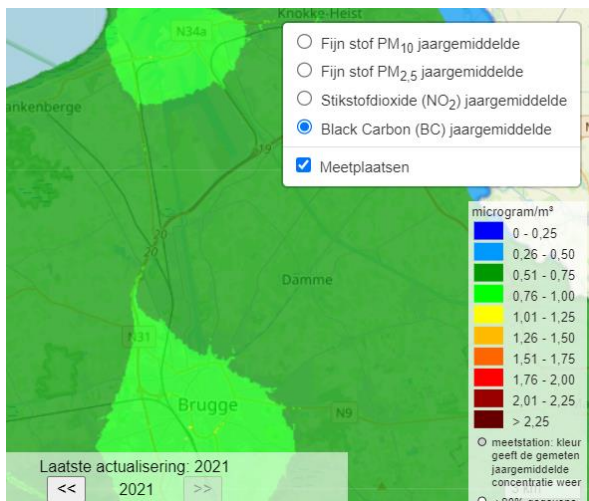 Knokke-Heist
N34a
ankenberge
19
Damme
N31
Brugge
N9
Fijn stof PM10 jaargemiddelde
Fijn stof PM2,5 jaargemiddelde
Stikstofdioxide (NO2) jaargemiddelde
Black Carbon (BC) jaargemiddelde
Meetplaatsen
microgram/m³
0 - 0,25
0,26 - 0,50
0,51 - 0,75
0,76 - 1,00
1,01 - 1,25
1,26 - 1,50
1,51 - 1,75
1,76 - 2,00
2,01 - 2,25
> 2,25
meetstation: kleur
geeft de gemeten
jaargemiddelde
concentratie weer
Laatste actualisering: 2021
<< 2021 >>